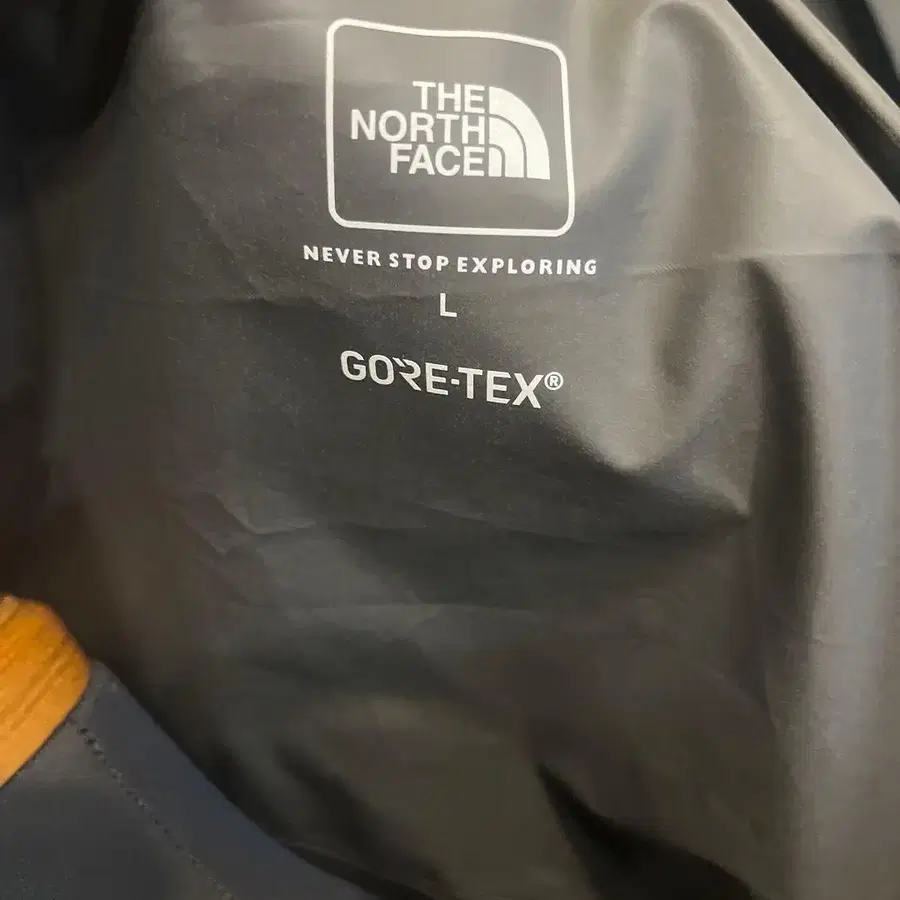 THE
NORTH
FACE
NEVER STOP EXPLORING
L
GORE-TEX®